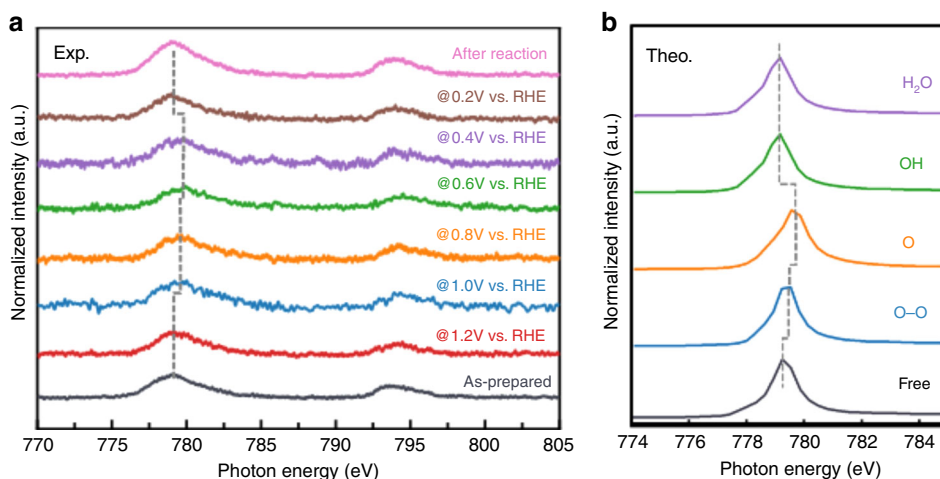 a
Exp.
After reaction
@0.2V vs. RHE
@0.4V vs. RHE
@0.6V vs. RHE
@0.8V vs. RHE
@1.0V vs. RHE
@1.2V vs. RHE
As-prepared
Normalized intensity (a.u.)
770 775 780 785 790 795 800 805
Photon energy (eV)
b
Theo.
H₂O
OH
O
O–O
Free
Normalized intensity (a.u.)
774 776 778 780 782 784
Photon energy (eV)